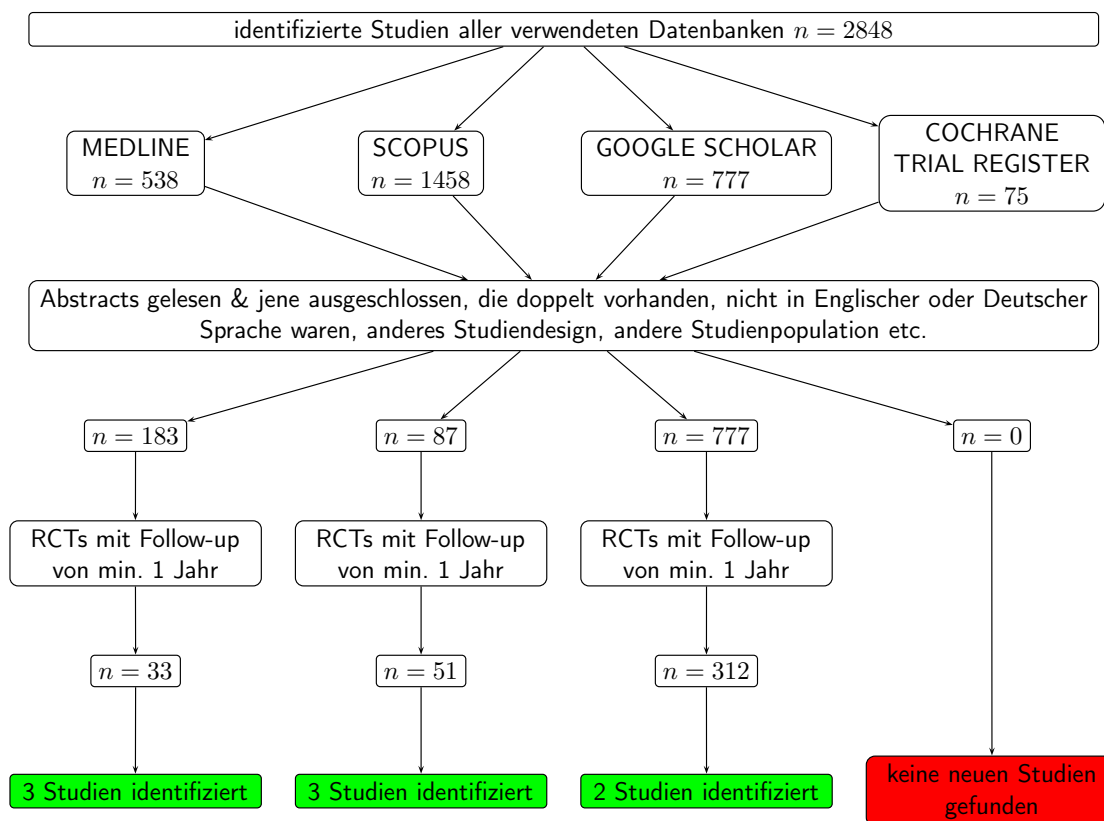 identifizierte Studien aller verwendeten Datenbanken n = 2848
MEDLINE
n = 538
SCOPUS
n = 1458
GOOGLE SCHOLAR
n = 777
COCHRANE
TRIAL REGISTER
n = 75
Abstracts gelesen & jene ausgeschlossen, die doppelt vorhanden, nicht in Englischer oder Deutscher
Sprache waren, anderes Studiendesign, andere Studienpopulation etc.
n = 183
n = 87
n = 777
n = 0
RCTs mit Follow-up
von min. 1 Jahr
RCTs mit Follow-up
von min. 1 Jahr
RCTs mit Follow-up
von min. 1 Jahr
n = 33
n = 51
n = 312
3 Studien identifiziert
3 Studien identifiziert
2 Studien identifiziert
keine neuen Studien
gefunden